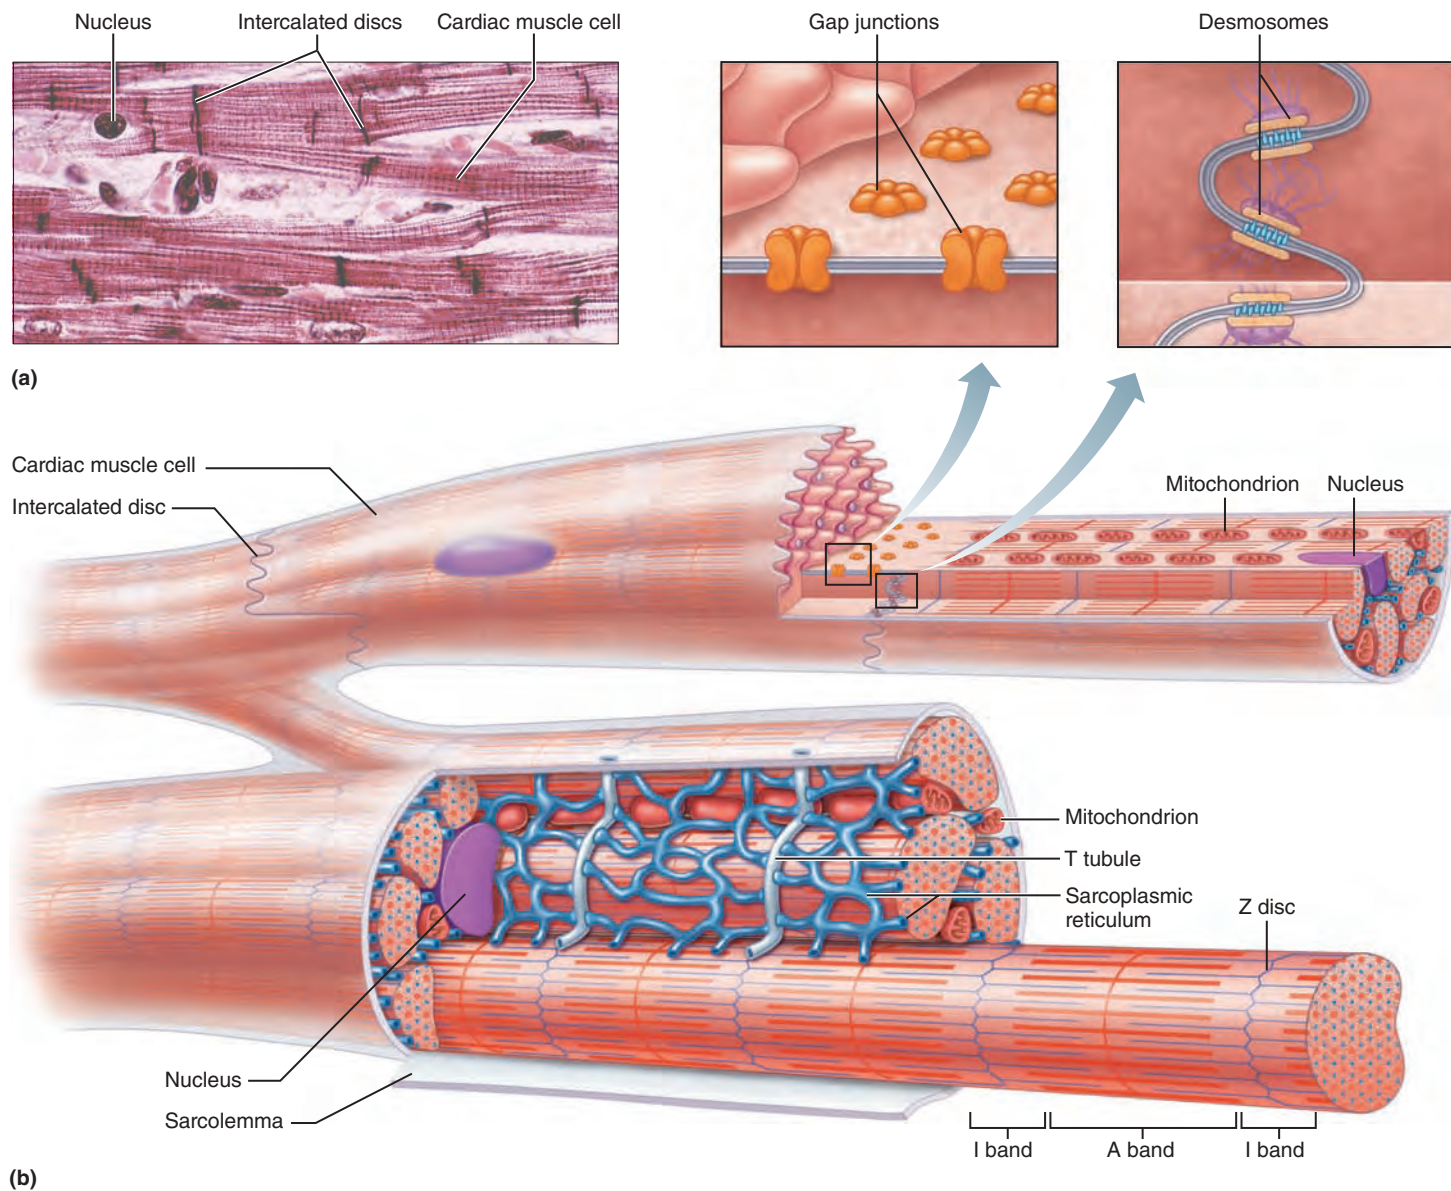 Nucleus
Intercalated discs
Cardiac muscle cell
Gap junctions
Desmosomes
(a)
Cardiac muscle cell
Intercalated disc
Mitochondrion
Nucleus
Mitochondrion
T tubule
Sarcoplasmic
reticulum
Z disc
Nucleus
Sarcolemma
I band
A band
I band
(b)